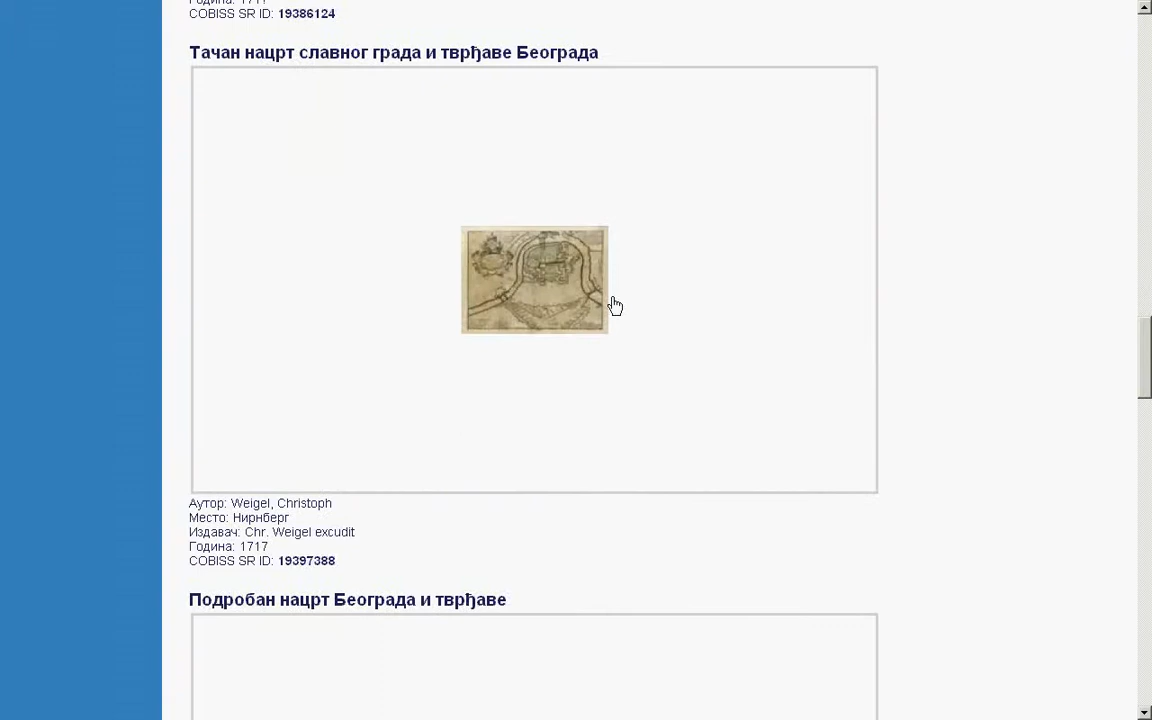 COBISS SR ID: 19386124
Тачан нацрт славног града и тврђаве Београда
Аутор: Weigel, Christoph
Место: Нирнберг
Издавач: Chr. Weigel excudit
Година: 1717
COBISS SR ID: 19397388
Подробан нацрт Београда и тврђаве